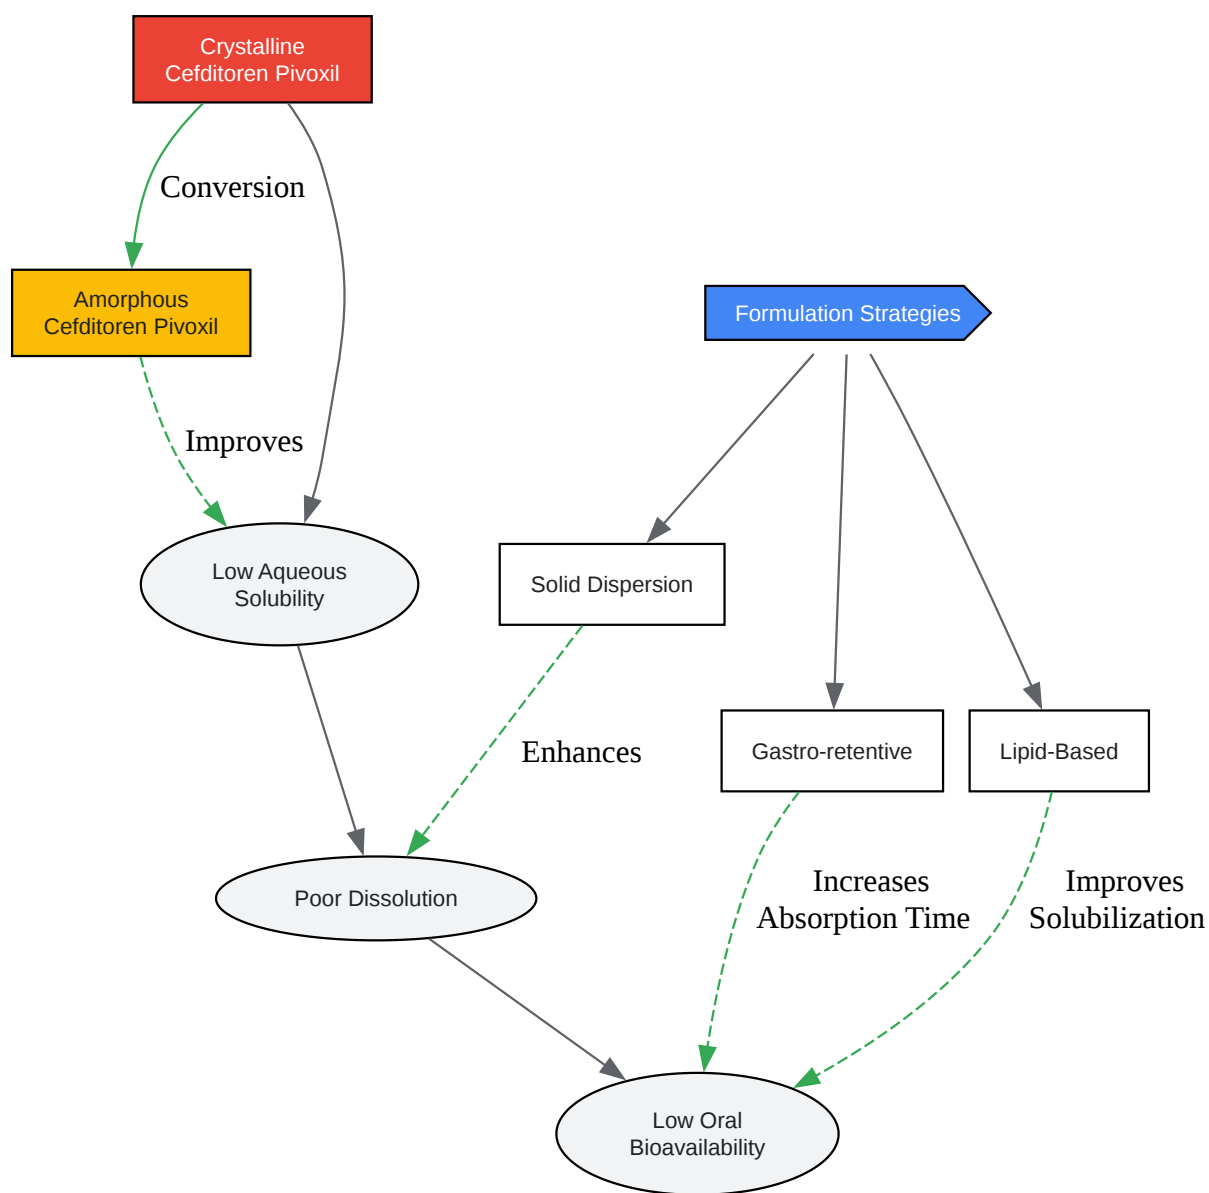 Crystalline
Cefditoren Pivoxil
Conversion
Amorphous
Cefditoren Pivoxil
Formulation Strategies
Improves
Low Aqueous
Solubility
Solid Dispersion
Enhances
Gastro-retentive
Lipid-Based
Poor Dissolution
Increases
Absorption Time
Improves
Solubilization
Low Oral
Bioavailability